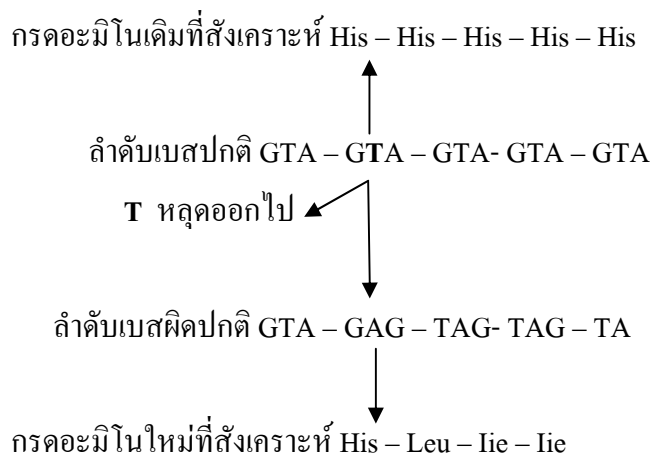 กรดอะมิโนเดิมที่สังเคราะห์ His – His – His – His – His
ลำดับเบสปกติ GTA – GTA – GTA- GTA – GTA
T หลุดออกไป
ลำดับเบสผิดปกติ GTA – GAG – TAG- TAG – TA
กรดอะมิโนใหม่ที่สังเคราะห์ His – Leu – Iie – Iie